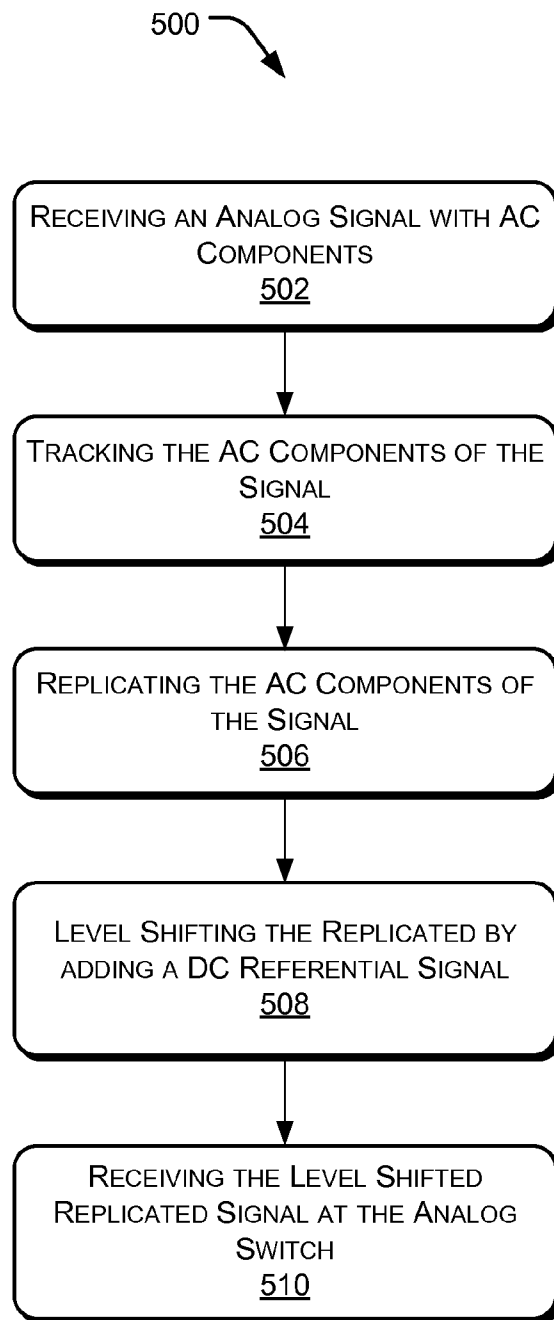 500
RECEIVING AN ANALOG SIGNAL WITH AC
COMPONENTS
502
TRACKING THE AC COMPONENTS OF THE
SIGNAL
504
REPLICATING THE AC COMPONENTS OF
THE SIGNAL
506
LEVEL SHIFTING THE REPLICATED BY
ADDING A DC REFERENTIAL SIGNAL
508
RECEIVING THE LEVEL SHIFTED
REPLICATED SIGNAL AT THE ANALOG
SWITCH
510